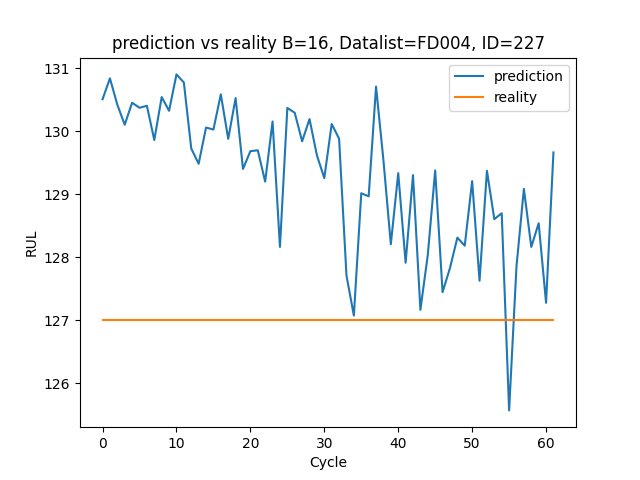 prediction vs reality B=16, Datalist=FD004, ID=227
prediction
reality
131
130
129
128
127
126
RUL
0 10 20 30 40 50 60
Cycle